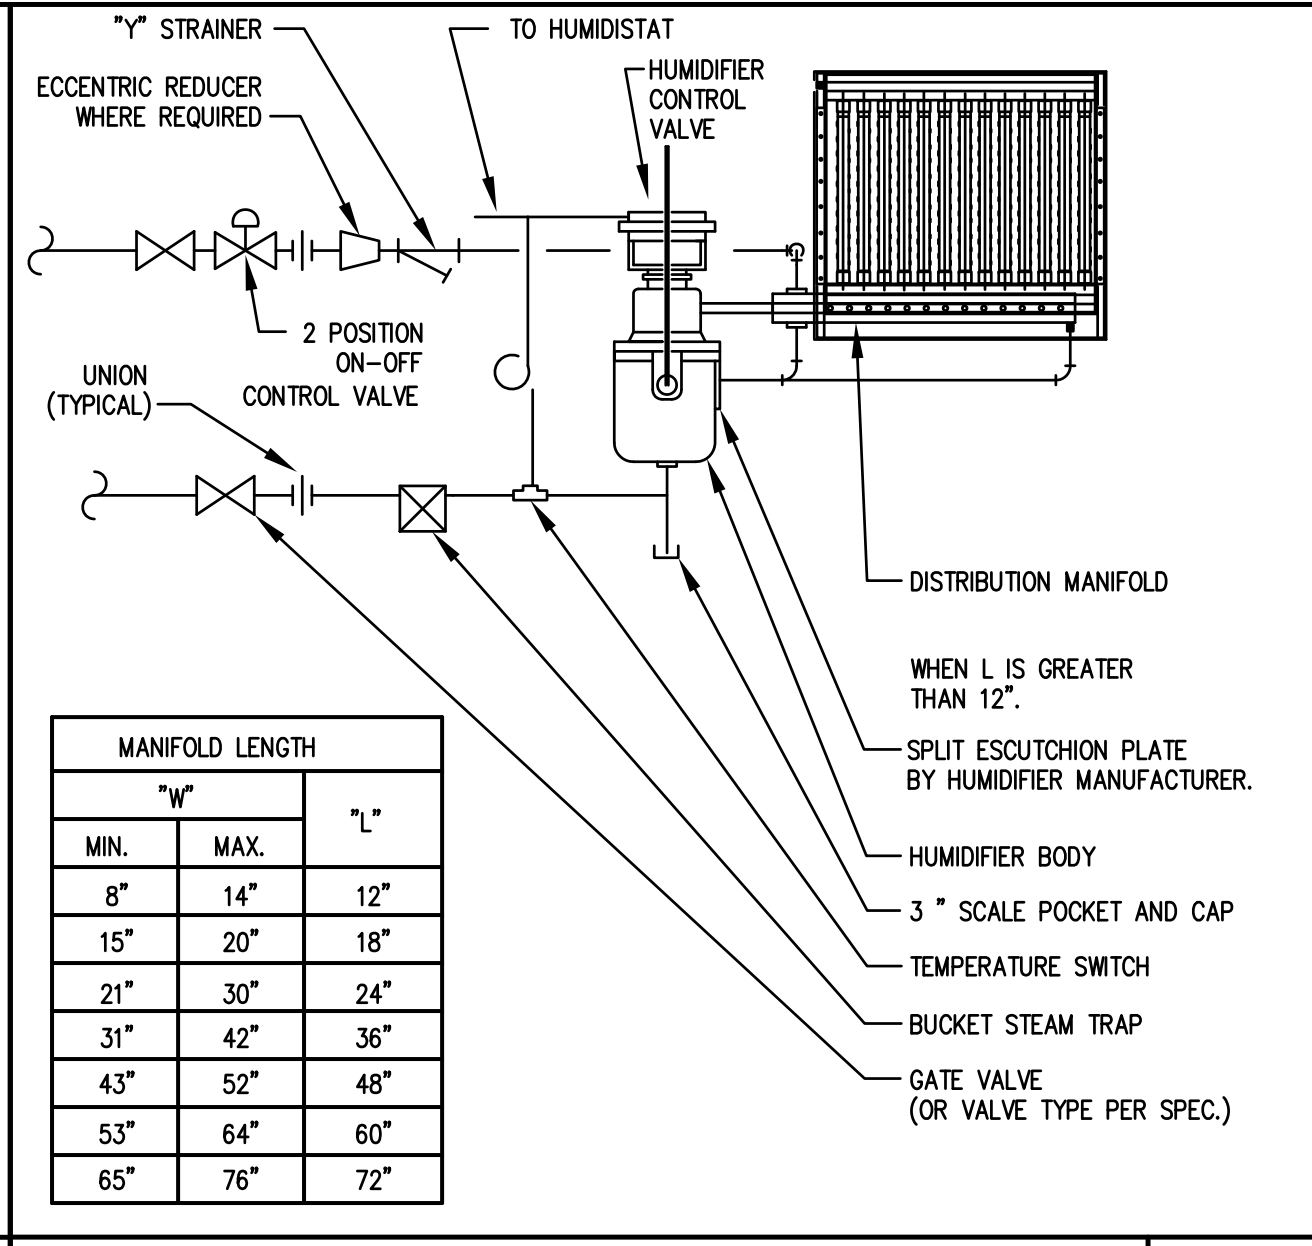 "Y" STRAINER
TO HUMIDISTAT
ECCENTRIC REDUCER
WHERE REQUIRED
HUMIDIFIER
CONTROL
VALVE
2 POSITION
ON-OFF
CONTROL VALVE
UNION
(TYPICAL)
DISTRIBUTION MANIFOLD
WHEN L IS GREATER
THAN 12".
SPLIT ESCUTCHION PLATE
BY HUMIDIFIER MANUFACTURER.
HUMIDIFIER BODY
3 " SCALE POCKET AND CAP
TEMPERATURE SWITCH
BUCKET STEAM TRAP
GATE VALVE
(OR VALVE TYPE PER SPEC.)
MANIFOLD LENGTH
"W" "L"
MIN. MAX.
8" 14" 12"
15" 20" 18"
21" 30" 24"
31" 42" 36"
43" 52" 48"
53" 64" 60"
65" 76" 72"